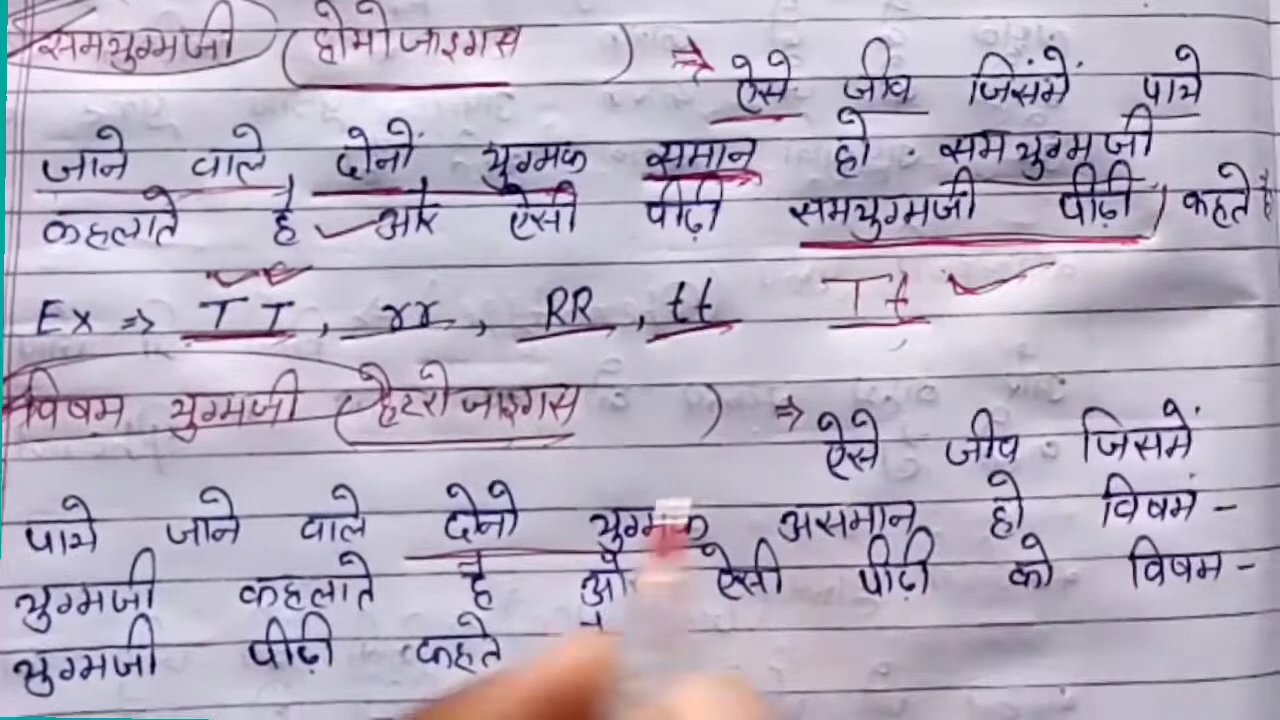 समयुग्मजी ( होमोजाइगस ) ⇒ ऐसे जीव जिसमें पाये
जाने वाले दोनों युग्मक समान हो. समयुग्मजी
कहलाते है, और ऐसी पीढ़ी समयुग्मजी पीढ़ी कहते है
Ex ⇒ TT, rr, RR, tt Tt
विषम युग्मजी (हेटरोजाइगस ) ⇒ ऐसे जीव जिसमें
पाये जाने वाले दोनो युग्मक असमान हो विषम-
युग्मजी कहलाते है ऐसी पीढ़ी को विषम-
युग्मजी पीढ़ी कहते